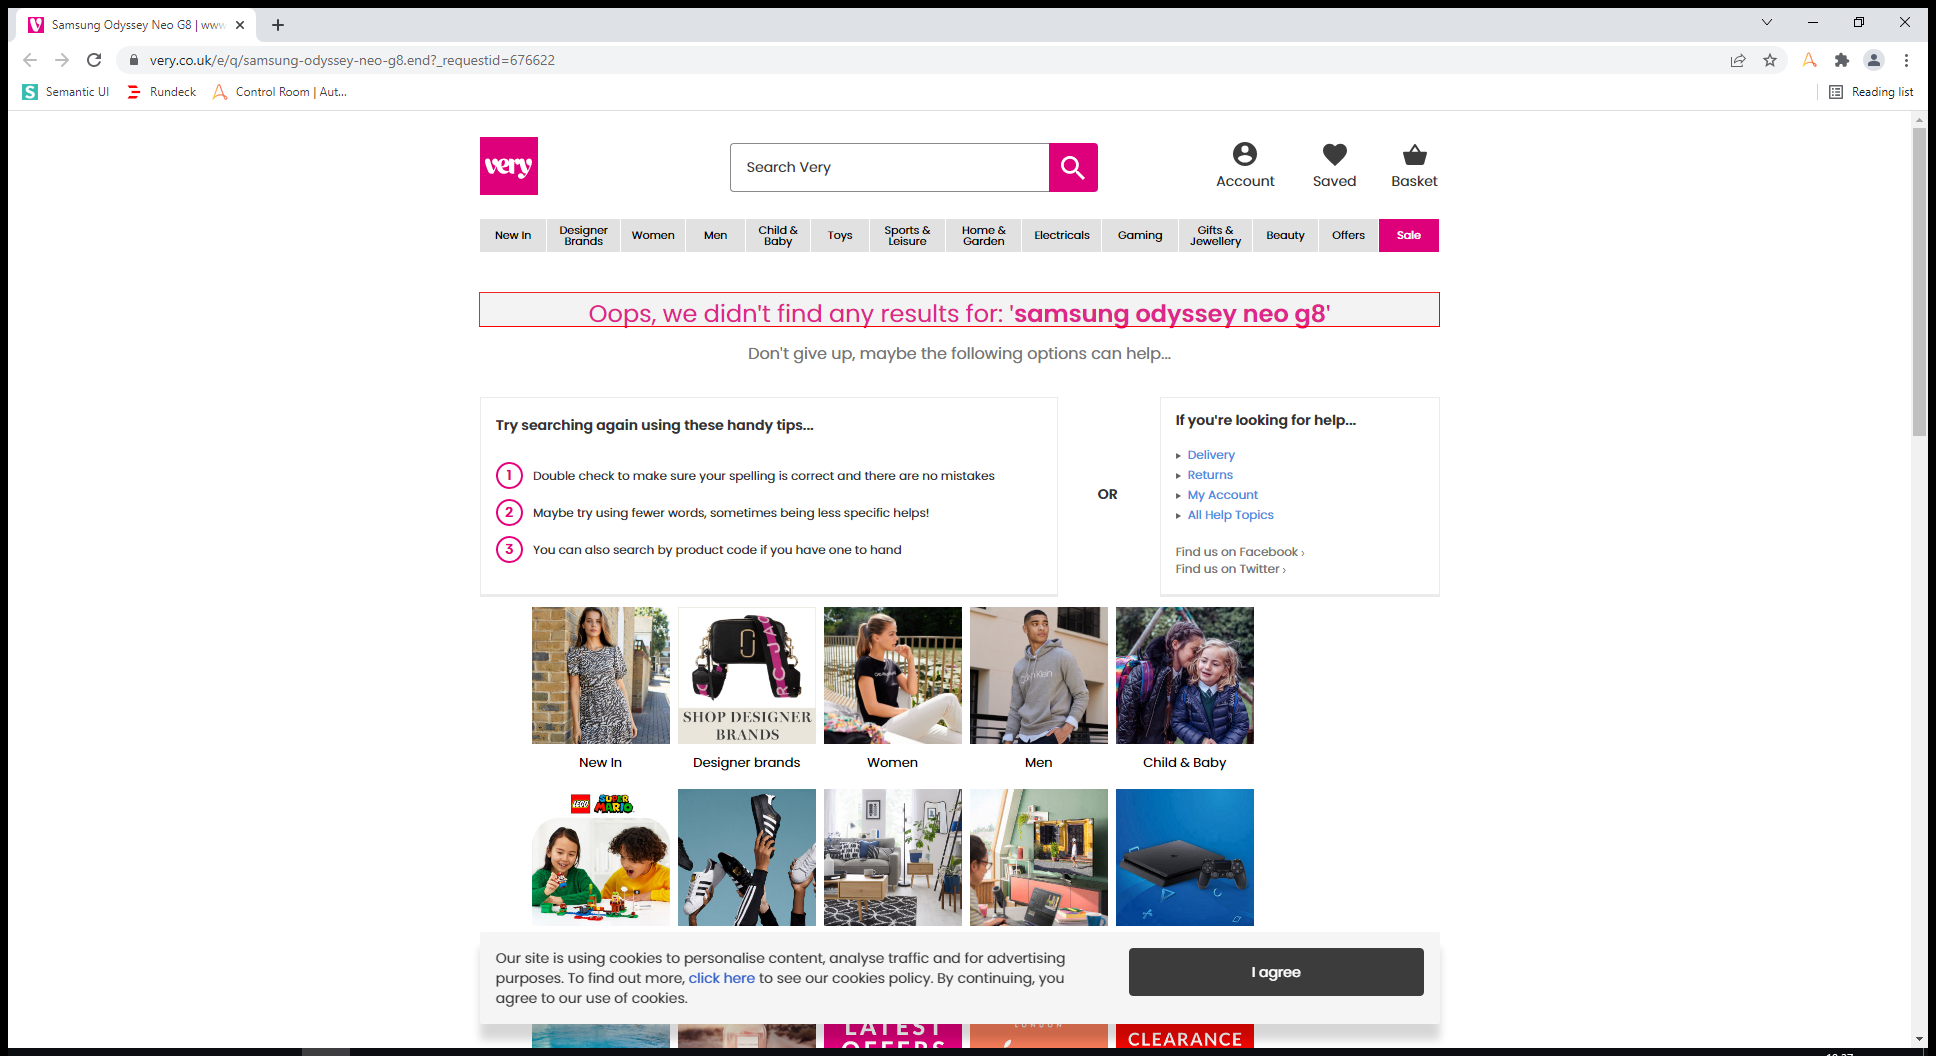 Samsung Odyssey Neo G8 | www
very.co.uk/e/q/samsung-odyssey-neo-g8.end?_requestid=676622
Semantic UI
Rundeck
Control Room | Aut...
Reading list
very
Search Very
Account
Saved
Basket
New In
Designer
Brands
Women
Men
Child &
Baby
Toys
Sports &
Leisure
Home &
Garden
Electricals
Gaming
Gifts &
Jewellery
Beauty
Offers
Sale
Oops, we didn't find any results for: 'samsung odyssey neo g8'
Don't give up, maybe the following options can help...
Try searching again using these handy tips...
1 Double check to make sure your spelling is correct and there are no mistakes
2 Maybe try using fewer words, sometimes being less specific helps!
3 You can also search by product code if you have one to hand
OR
If you're looking for help...
Delivery
Returns
My Account
All Help Topics
Find us on Facebook ›
Find us on Twitter ›
SHOP DESIGNER
BRANDS
New In
Designer brands
Women
Men
Child & Baby
LEGO SUPER
MARIO
Our site is using cookies to personalise content, analyse traffic and for advertising
purposes. To find out more, click here to see our cookies policy. By continuing, you
agree to our use of cookies.
I agree
LATEST
OFFERS
LONDON
CLEARANCE